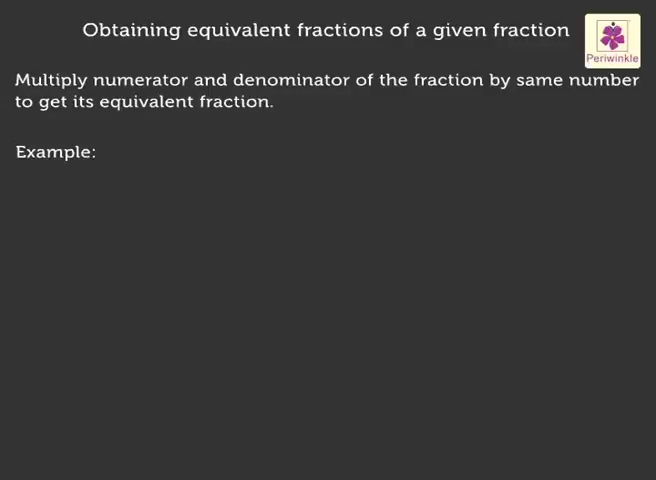 Obtaining equivalent fractions of a given fraction
Periwinkle
Multiply numerator and denominator of the fraction by same number
to get its equivalent fraction.
Example: